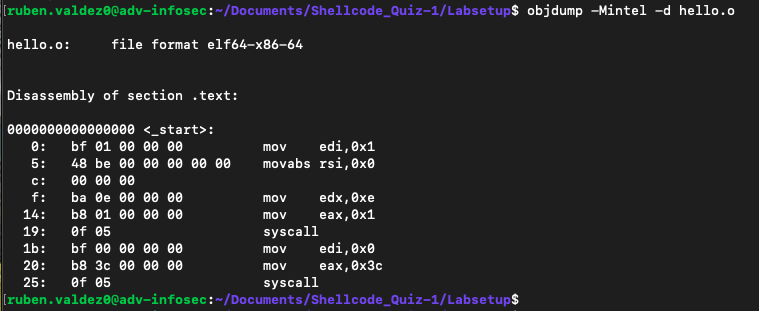 [ruben.valdez0@adv-infosec:~/Documents/Shellcode_Quiz-1/Labsetup$ objdump -Mintel -d hello.o
hello.o:     file format elf64-x86-64
Disassembly of section .text:
0000000000000000 <_start>:
   0:   bf 01 00 00 00          mov    edi,0x1
   5:   48 be 00 00 00 00 00    movabs rsi,0x0
   c:   00 00 00
   f:   ba 0e 00 00 00          mov    edx,0xe
  14:   b8 01 00 00 00          mov    eax,0x1
  19:   0f 05                   syscall
  1b:   bf 00 00 00 00          mov    edi,0x0
  20:   b8 3c 00 00 00          mov    eax,0x3c
  25:   0f 05                   syscall
[ruben.valdez0@adv-infosec:~/Documents/Shellcode_Quiz-1/Labsetup$